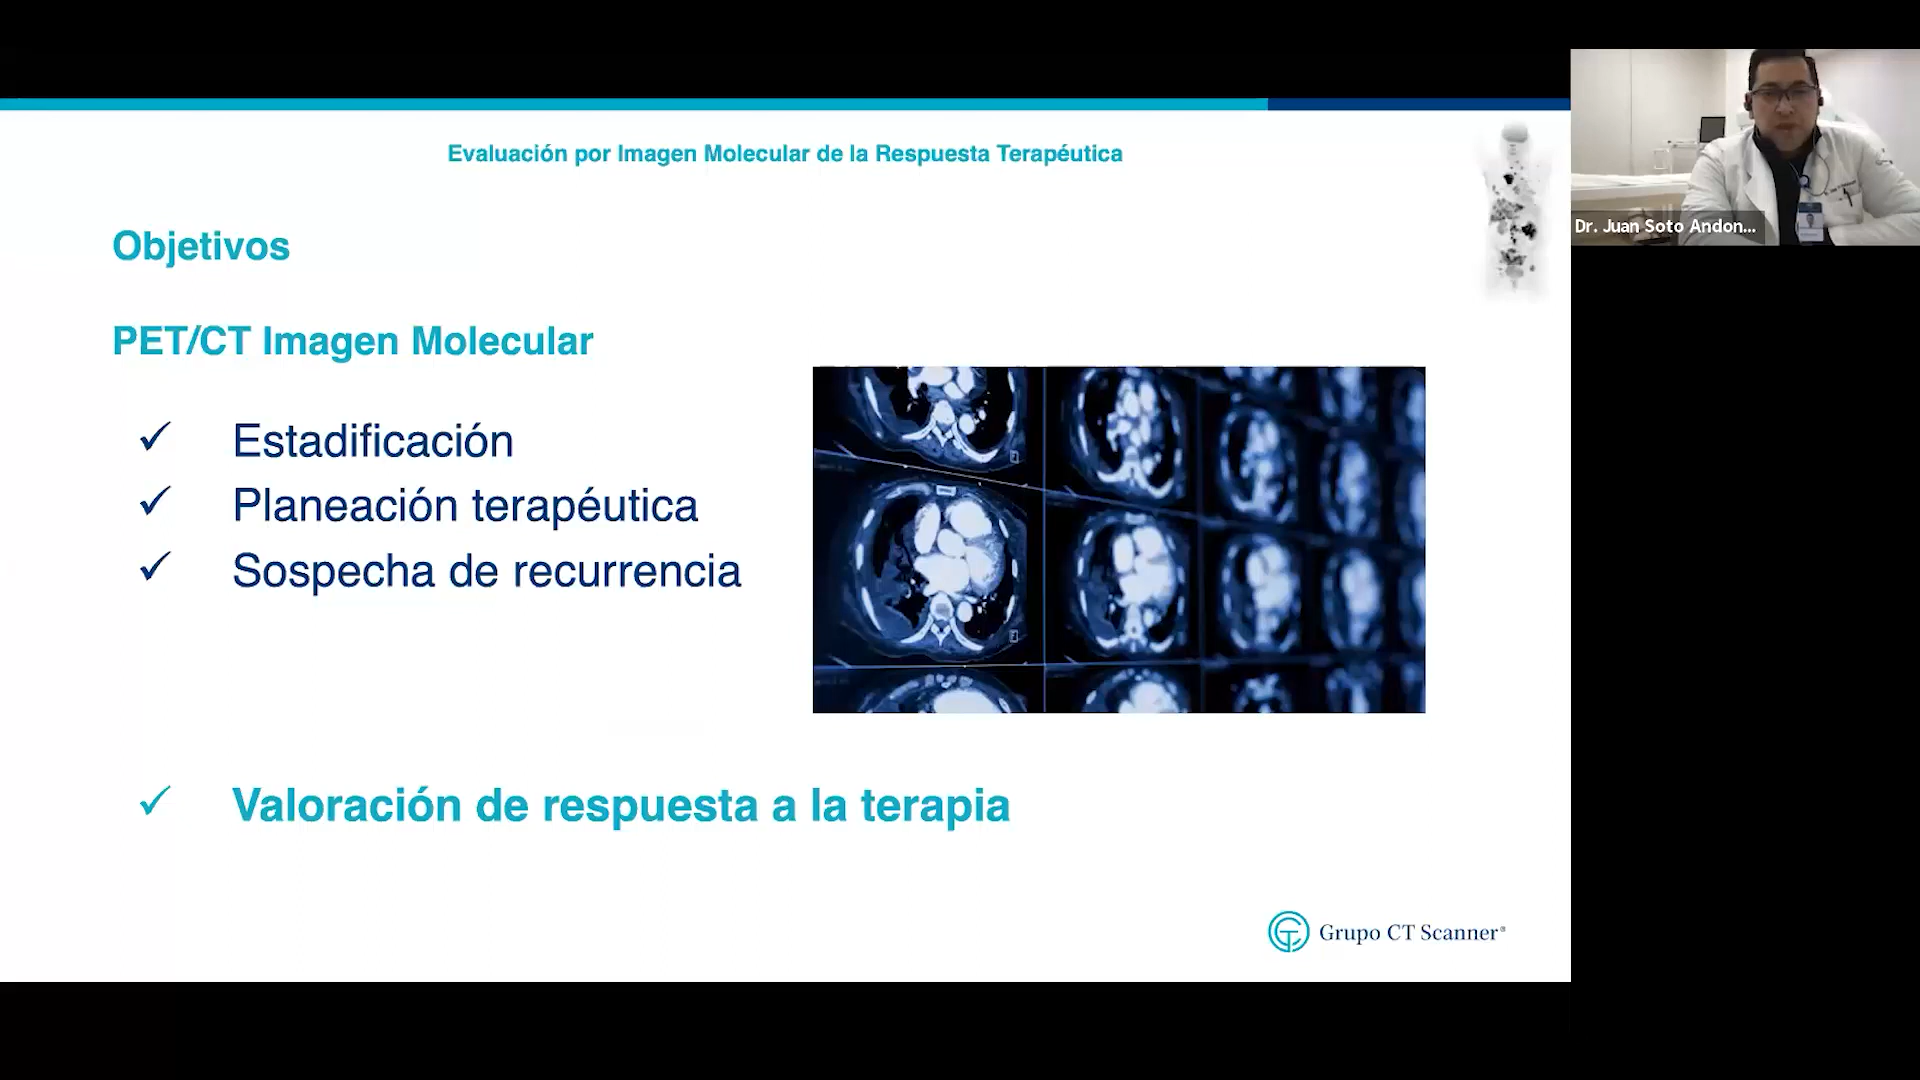 Evaluación por Imagen Molecular de la Respuesta Terapéutica
Objetivos
PET/CT Imagen Molecular
✓ Estadificación
✓ Planeación terapéutica
✓ Sospecha de recurrencia
✓ Valoración de respuesta a la terapia
Grupo CT Scanner®
Dr. Juan Soto Andon...